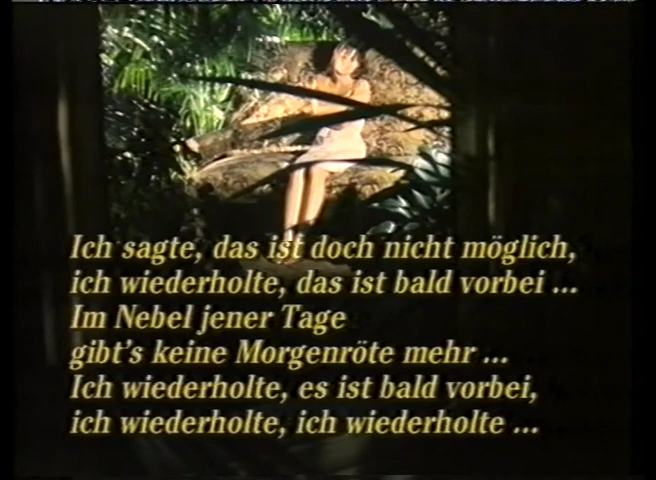 Ich sagte, das ist doch nicht möglich,
ich wiederholte, das ist bald vorbei ...
Im Nebel jener Tage
gibt's keine Morgenröte mehr ...
Ich wiederholte, es ist bald vorbei,
ich wiederholte, ich wiederholte ...